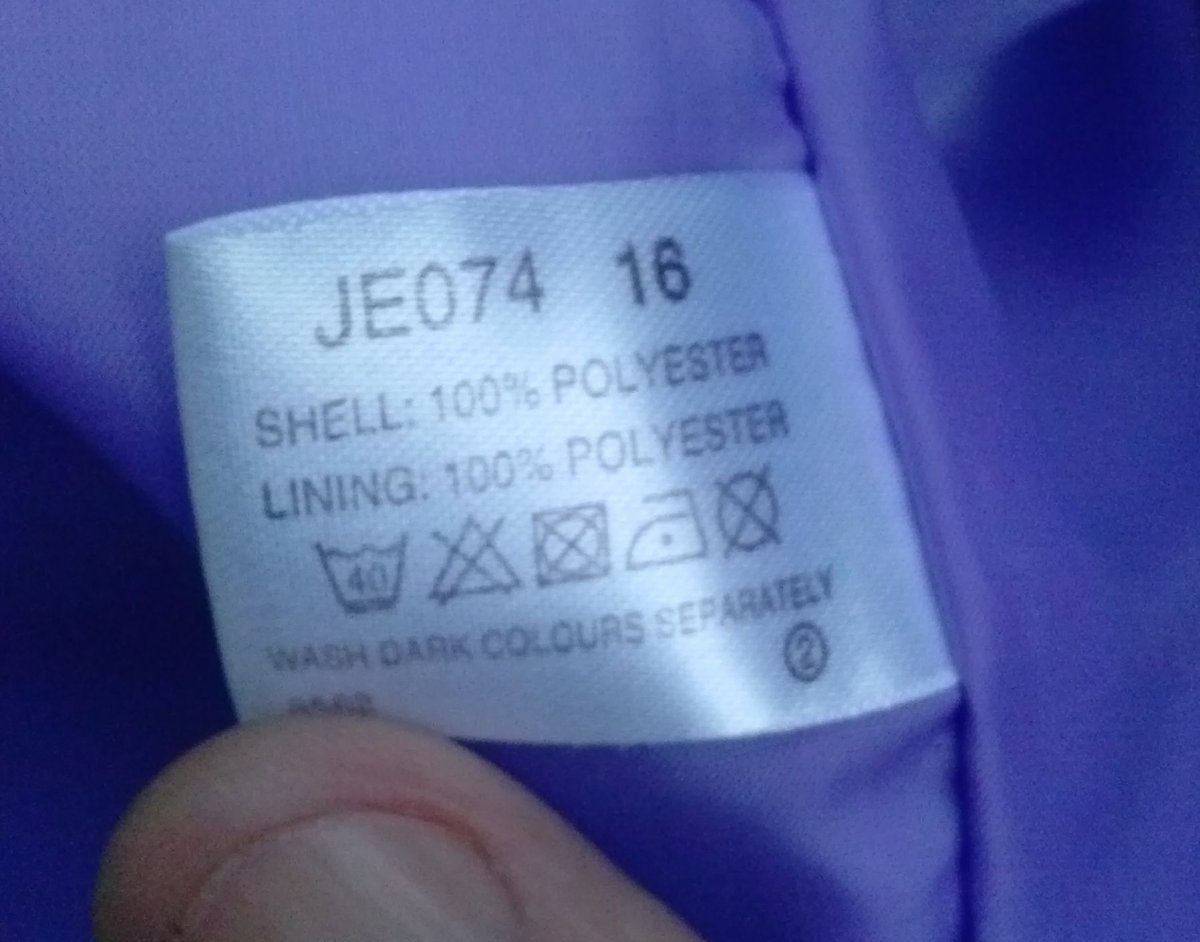 JE074 16
SHELL: 100% POLYESTER
LINING: 100% POLYESTER
40
WASH DARK COLOURS SEPARATELY
②